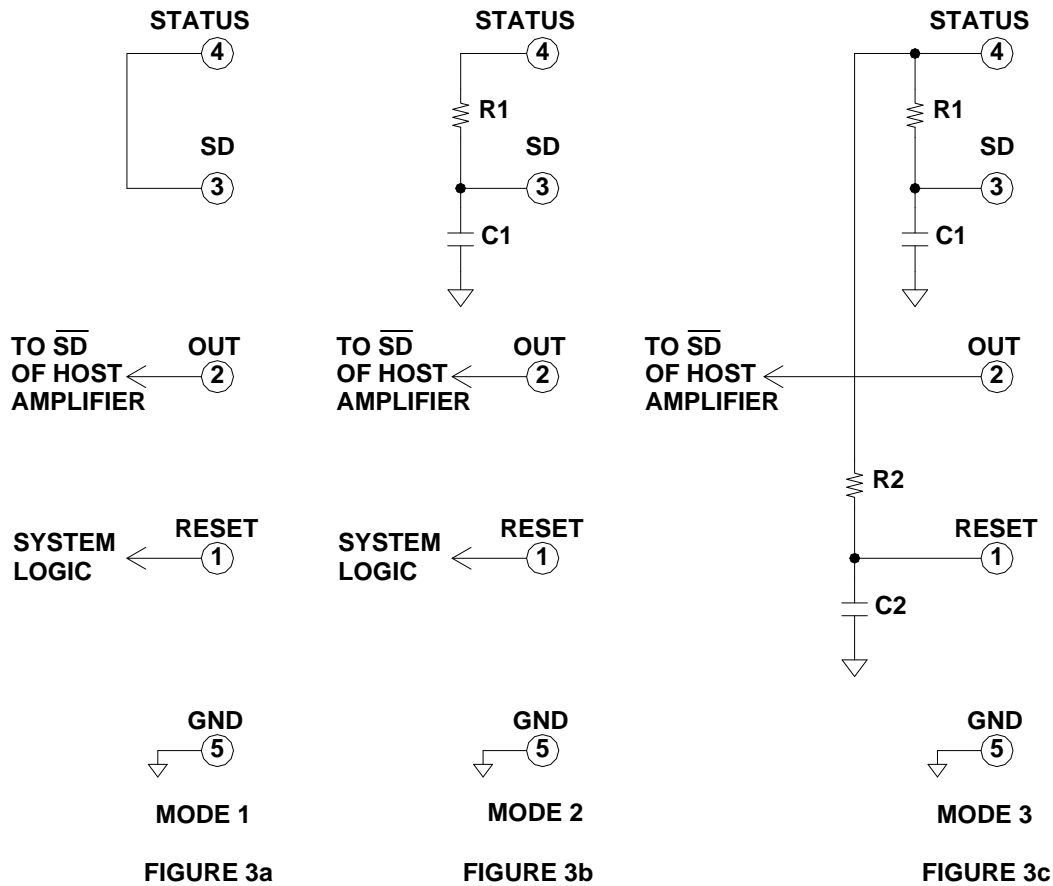 STATUS
4
SD
3
TO SD
OF HOST
AMPLIFIER
OUT
2
SYSTEM
LOGIC
RESET
1
GND
5
MODE 1
FIGURE 3a
STATUS
4
R1
SD
3
C1
TO SD
OF HOST
AMPLIFIER
OUT
2
SYSTEM
LOGIC
RESET
1
GND
5
MODE 2
FIGURE 3b
STATUS
4
R1
SD
3
C1
TO SD
OF HOST
AMPLIFIER
OUT
2
R2
RESET
1
C2
GND
5
MODE 3
FIGURE 3c